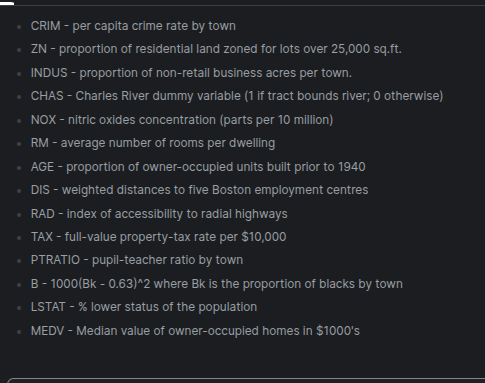 CRIM - per capita crime rate by town
ZN - proportion of residential land zoned for lots over 25,000 sq.ft.
INDUS - proportion of non-retail business acres per town.
CHAS - Charles River dummy variable (1 if tract bounds river; 0 otherwise)
NOX - nitric oxides concentration (parts per 10 million)
RM - average number of rooms per dwelling
AGE - proportion of owner-occupied units built prior to 1940
DIS - weighted distances to five Boston employment centres
RAD - index of accessibility to radial highways
TAX - full-value property-tax rate per $10,000
PTRATIO - pupil-teacher ratio by town
B - 1000(Bk - 0.63)^2 where Bk is the proportion of blacks by town
LSTAT - % lower status of the population
MEDV - Median value of owner-occupied homes in $1000's